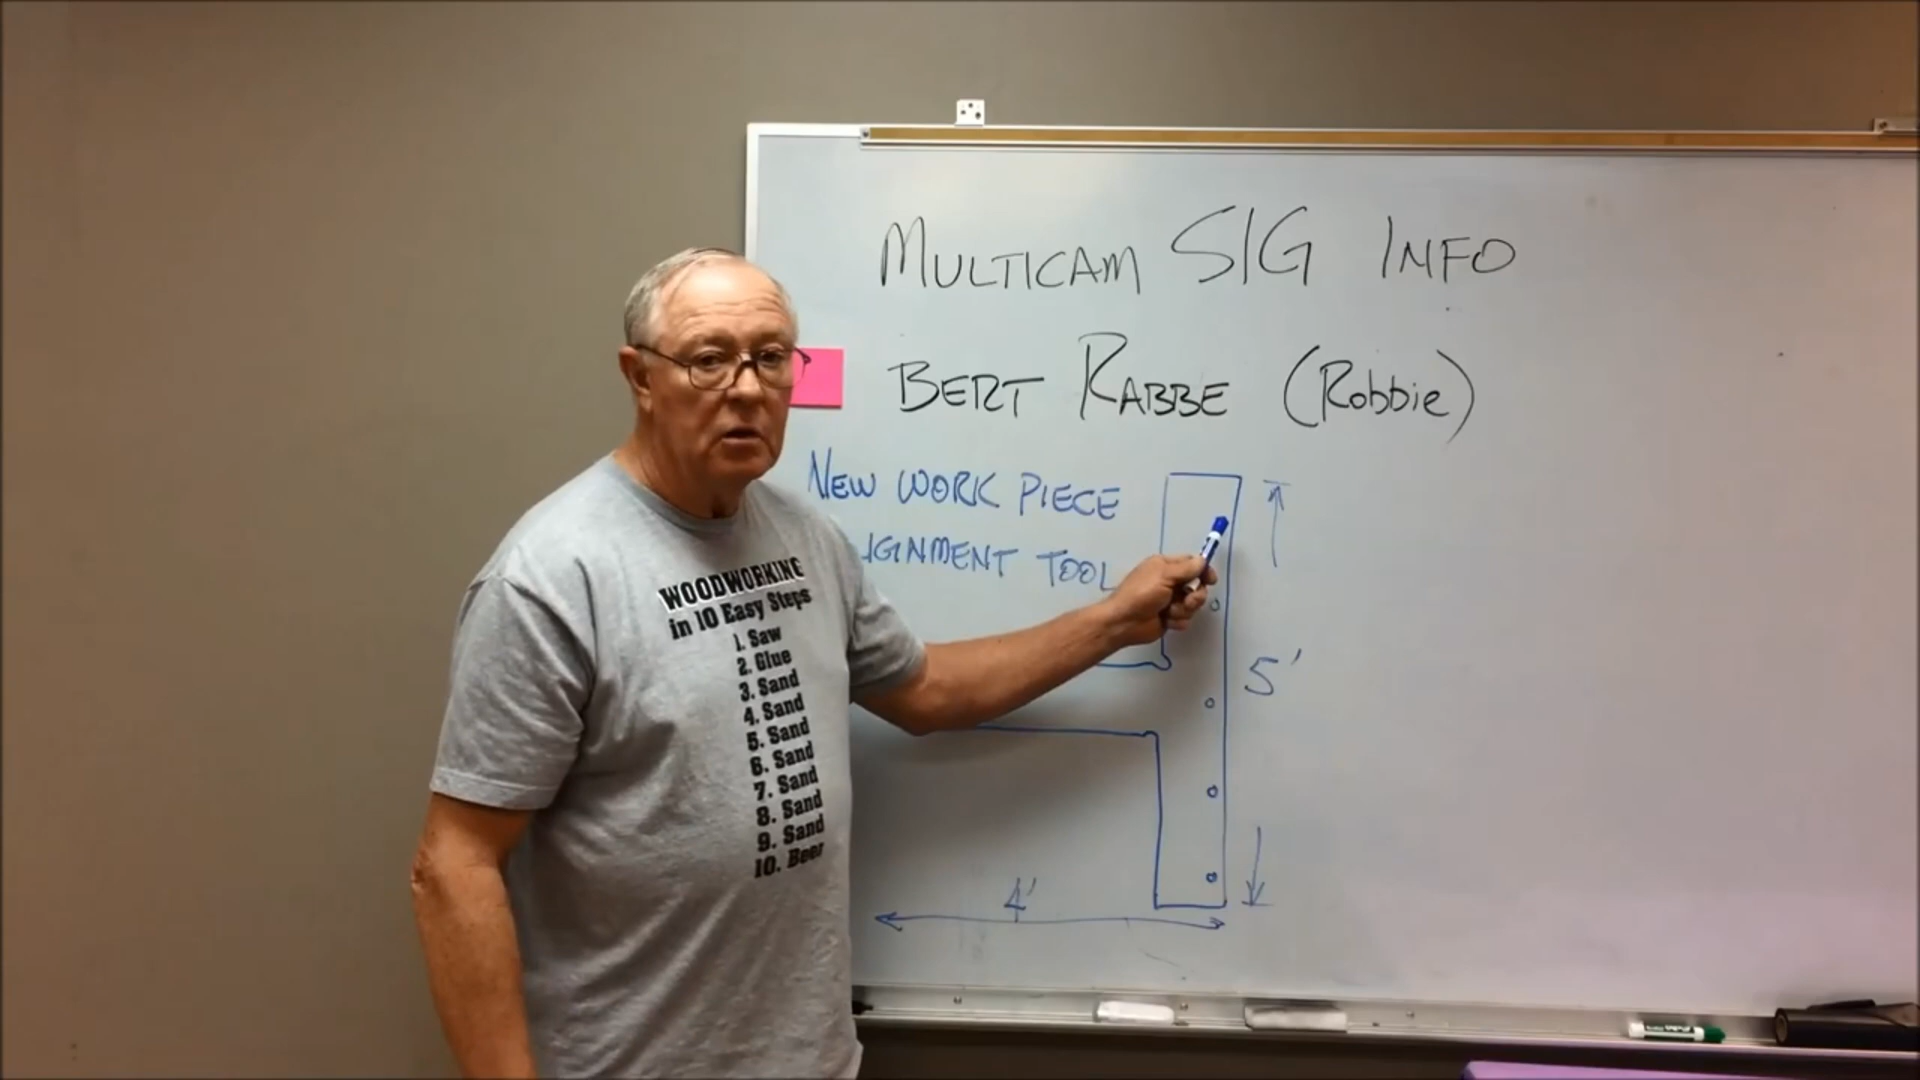 MULTICAM SIG INFO
BERT RABBE (Robbie)
NEW WORK PIECE
IGNMENT TOOL
5'
4'
WOODWORKING
in 10 Easy Steps
1. Saw
2. Glue
3. Sand
4. Sand
5. Sand
6. Sand
7. Sand
8. Sand
9. Sand
10. Beer